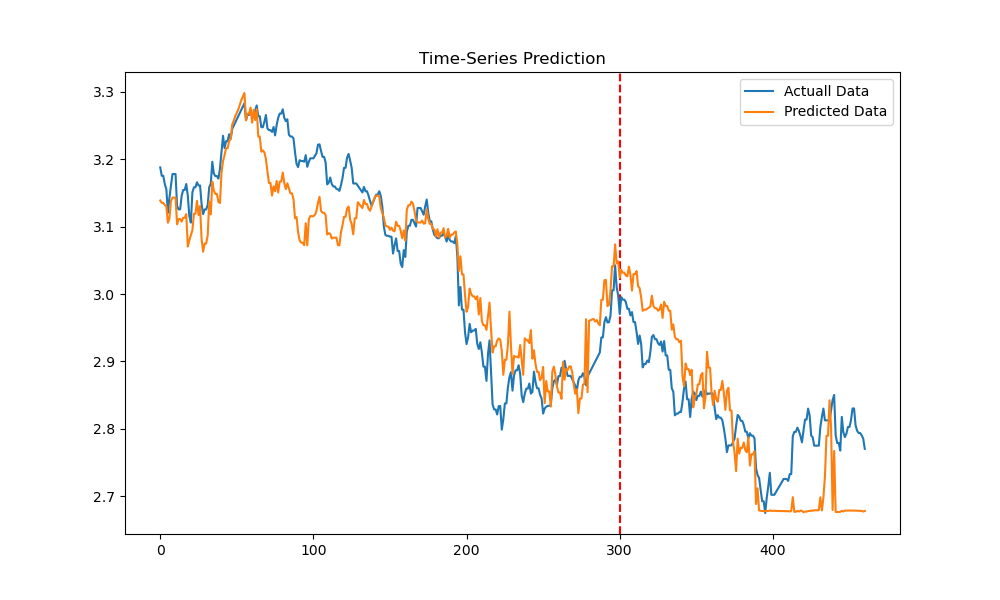 Time-Series Prediction
Actuall Data
Predicted Data
3.3
3.2
3.1
3.0
2.9
2.8
2.7
0 100 200 300 400